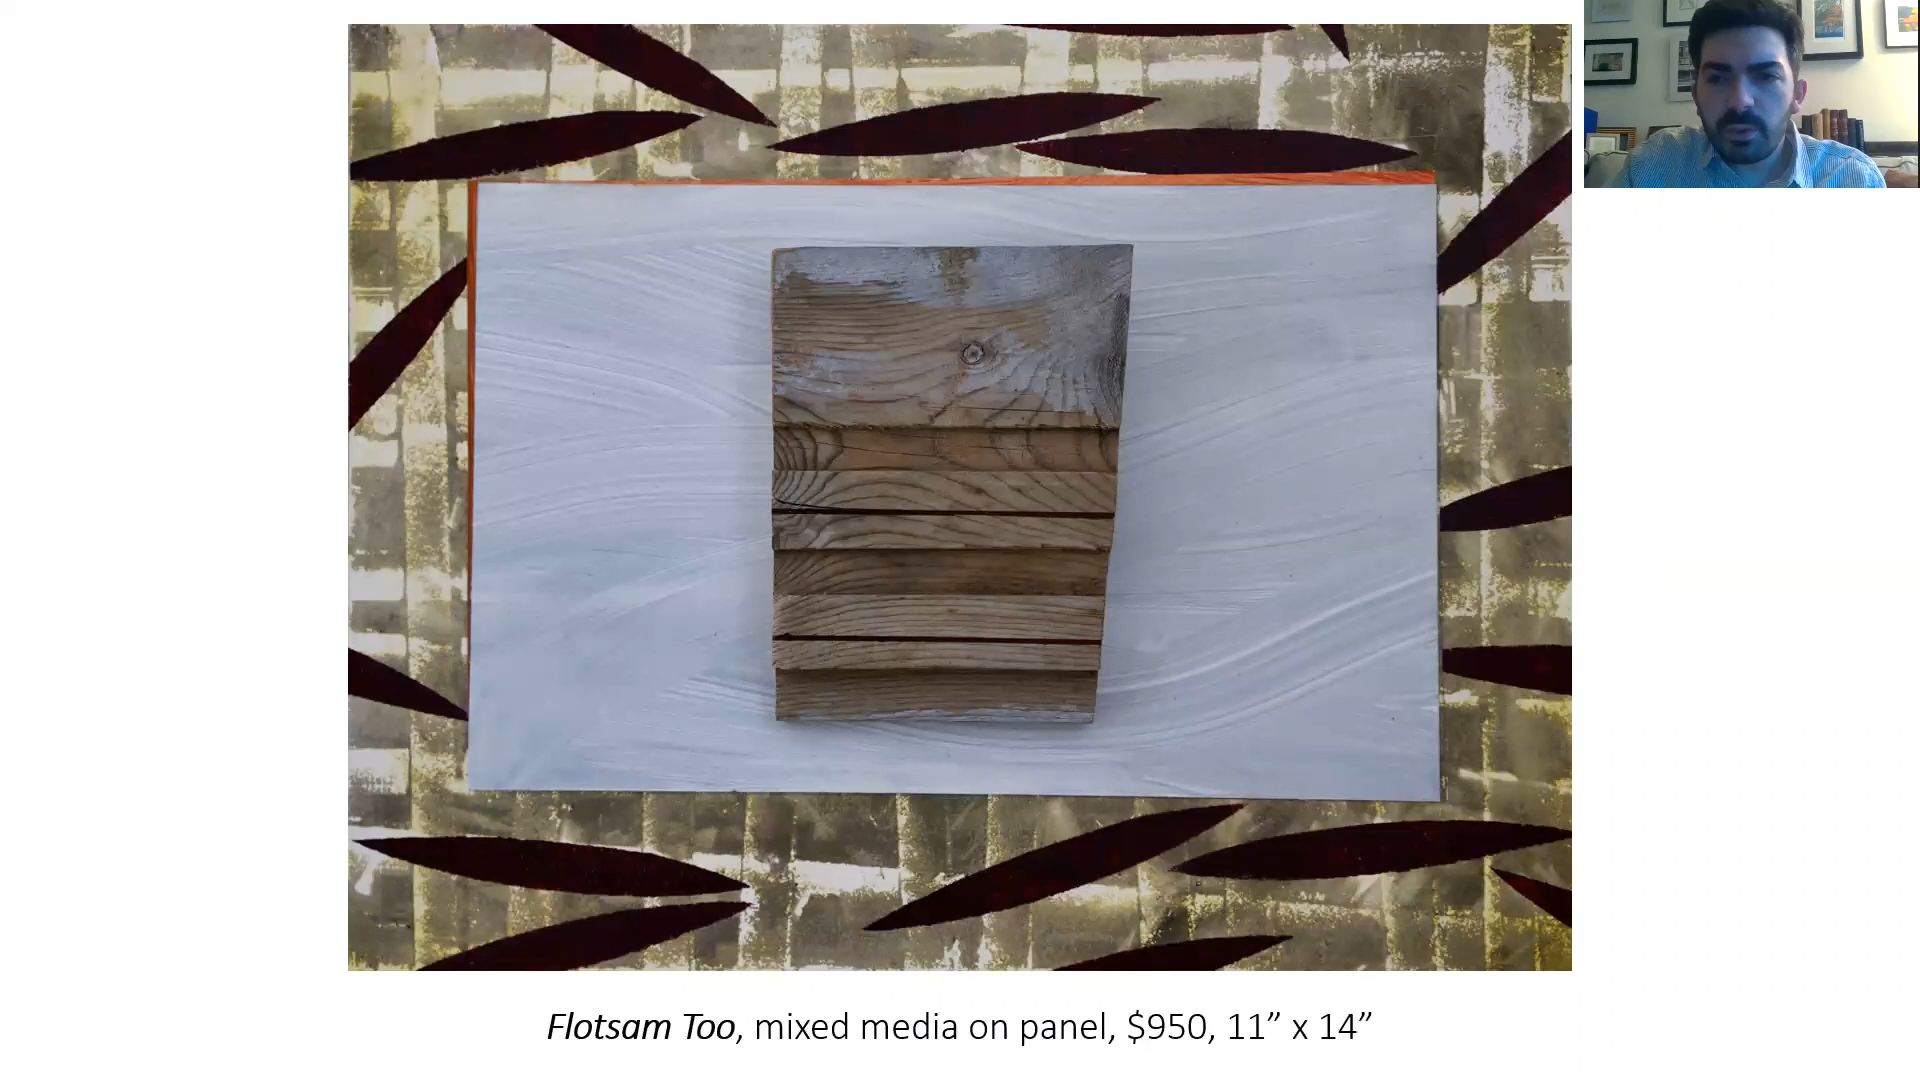 Flotsam Too, mixed media on panel, $950, 11” x 14”